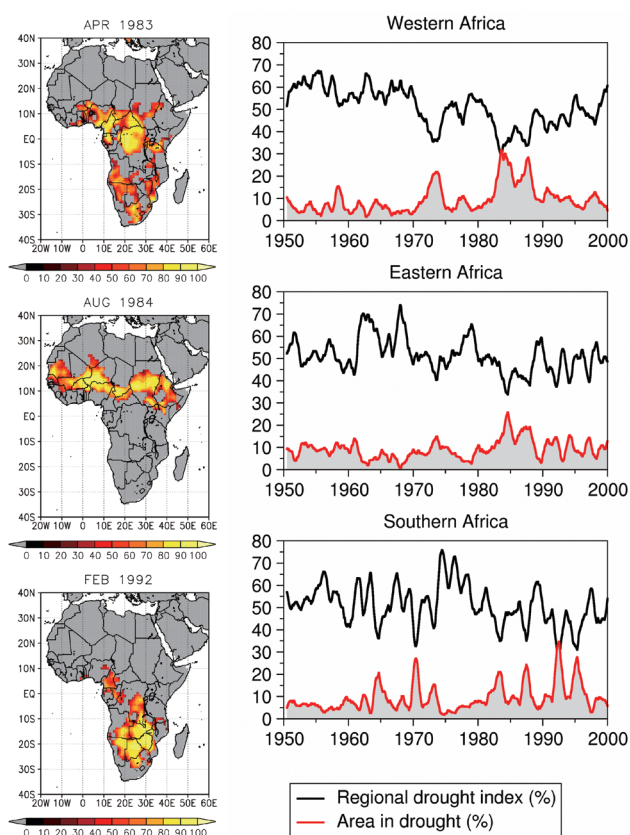 APR 1983
40N
30N
20N
10N
EQ
10S
20S
30S
40S
20W 10W 0 10E 20E 30E 40E 50E 60E
0 10 20 30 40 50 60 70 80 90 100
AUG 1984
40N
30N
20N
10N
EQ
10S
20S
30S
40S
20W 10W 0 10E 20E 30E 40E 50E 60E
0 10 20 30 40 50 60 70 80 90 100
FEB 1992
40N
30N
20N
10N
EQ
10S
20S
30S
40S
20W 10W 0 10E 20E 30E 40E 50E 60E
0 10 20 30 40 50 60 70 80 90 100
Western Africa
80
70
60
50
40
30
20
10
0
1950 1960 1970 1980 1990 2000
Eastern Africa
80
70
60
50
40
30
20
10
0
1950 1960 1970 1980 1990 2000
Southern Africa
80
70
60
50
40
30
20
10
0
1950 1960 1970 1980 1990 2000
Regional drought index (%)
Area in drought (%)